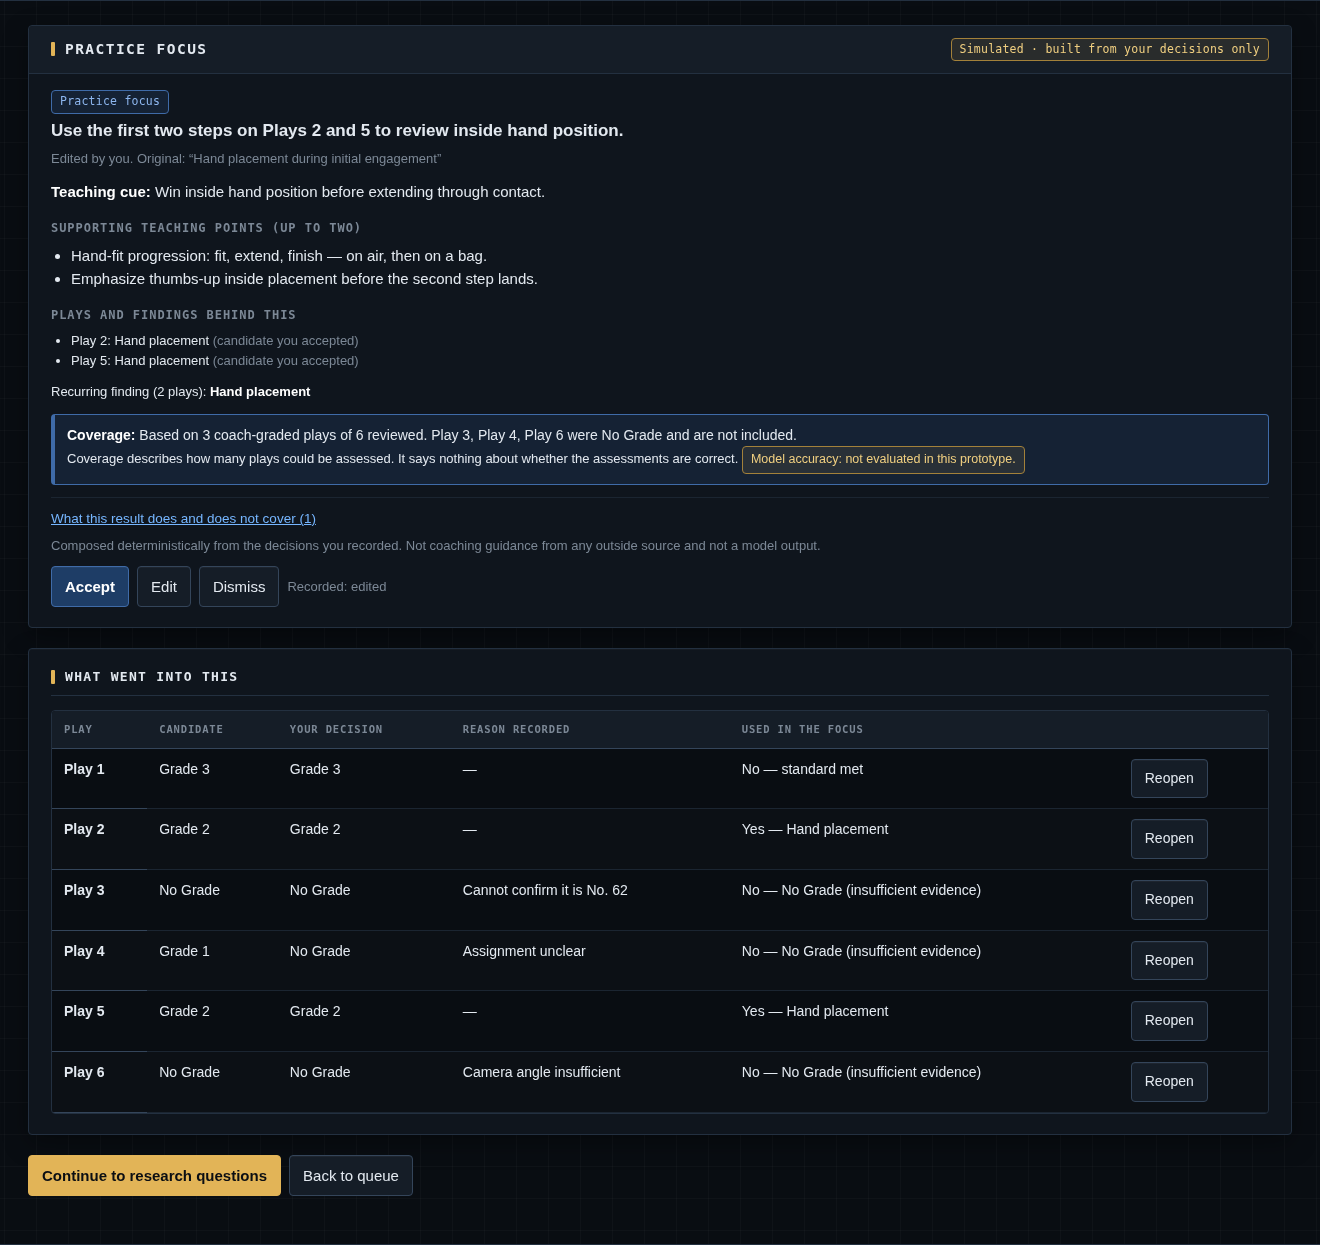 PRACTICE FOCUS
Simulated · built from your decisions only
Practice focus
Use the first two steps on Plays 2 and 5 to review inside hand position.
Edited by you. Original: “Hand placement during initial engagement”
Teaching cue: Win inside hand position before extending through contact.
SUPPORTING TEACHING POINTS (UP TO TWO)
• Hand-fit progression: fit, extend, finish — on air, then on a bag.
• Emphasize thumbs-up inside placement before the second step lands.
PLAYS AND FINDINGS BEHIND THIS
• Play 2: Hand placement (candidate you accepted)
• Play 5: Hand placement (candidate you accepted)
Recurring finding (2 plays): Hand placement
Coverage: Based on 3 coach-graded plays of 6 reviewed. Play 3, Play 4, Play 6 were No Grade and are not included.
Coverage describes how many plays could be assessed. It says nothing about whether the assessments are correct. Model accuracy: not evaluated in this prototype.
What this result does and does not cover (1)
Composed deterministically from the decisions you recorded. Not coaching guidance from any outside source and not a model output.
Accept Edit Dismiss Recorded: edited
WHAT WENT INTO THIS
PLAY CANDIDATE YOUR DECISION REASON RECORDED USED IN THE FOCUS
Play 1 Grade 3 Grade 3 — No — standard met Reopen
Play 2 Grade 2 Grade 2 — Yes — Hand placement Reopen
Play 3 No Grade No Grade Cannot confirm it is No. 62 No — No Grade (insufficient evidence) Reopen
Play 4 Grade 1 No Grade Assignment unclear No — No Grade (insufficient evidence) Reopen
Play 5 Grade 2 Grade 2 — Yes — Hand placement Reopen
Play 6 No Grade No Grade Camera angle insufficient No — No Grade (insufficient evidence) Reopen
Continue to research questions Back to queue